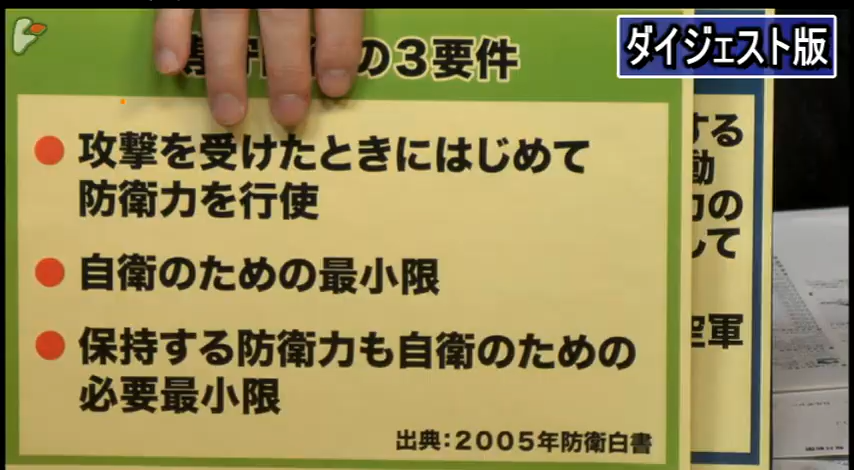 の3要件
ダイジェスト版
攻撃を受けたときにはじめて
防衛力を行使
自衛のための最小限
保持する防衛力も自衛のための
必要最小限
出典:2005年防衛白書
する
動
の
して
空軍